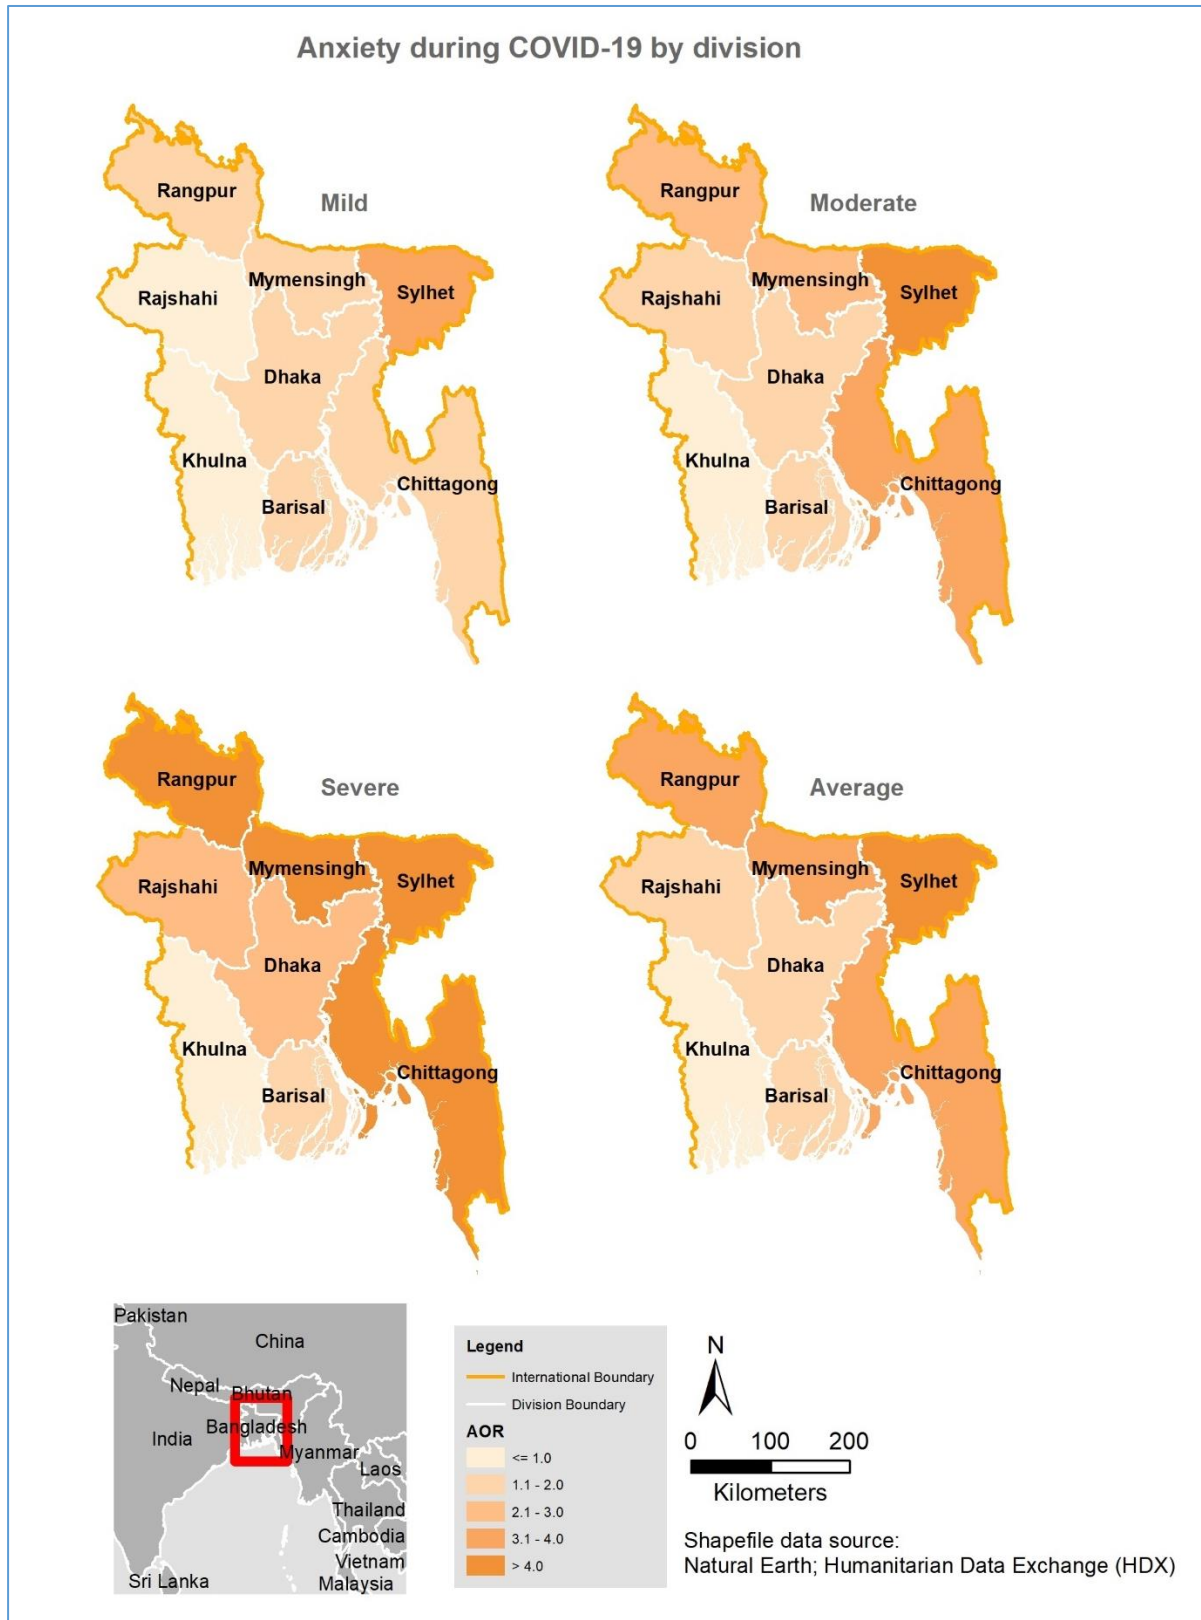 Anxiety during COVID-19 by division
Mild
Rangpur
Mymensingh
Sylhet
Rajshahi
Dhaka
Khulna
Chittagong
Barisal
Moderate
Rangpur
Mymensingh
Sylhet
Rajshahi
Dhaka
Khulna
Chittagong
Barisal
Severe
Rangpur
Mymensingh
Sylhet
Rajshahi
Dhaka
Khulna
Chittagong
Barisal
Average
Rangpur
Mymensingh
Sylhet
Rajshahi
Dhaka
Khulna
Chittagong
Barisal
Pakistan
China
Nepal
Bhutan
Bangladesh
India
Myanmar
Laos
Thailand
Cambodia
Vietnam
Sri Lanka
Malaysia
Legend
International Boundary
Division Boundary
AOR
<= 1.0
1.1 - 2.0
2.1 - 3.0
3.1 - 4.0
> 4.0
N
0 100 200
Kilometers
Shapefile data source:
Natural Earth; Humanitarian Data Exchange (HDX)